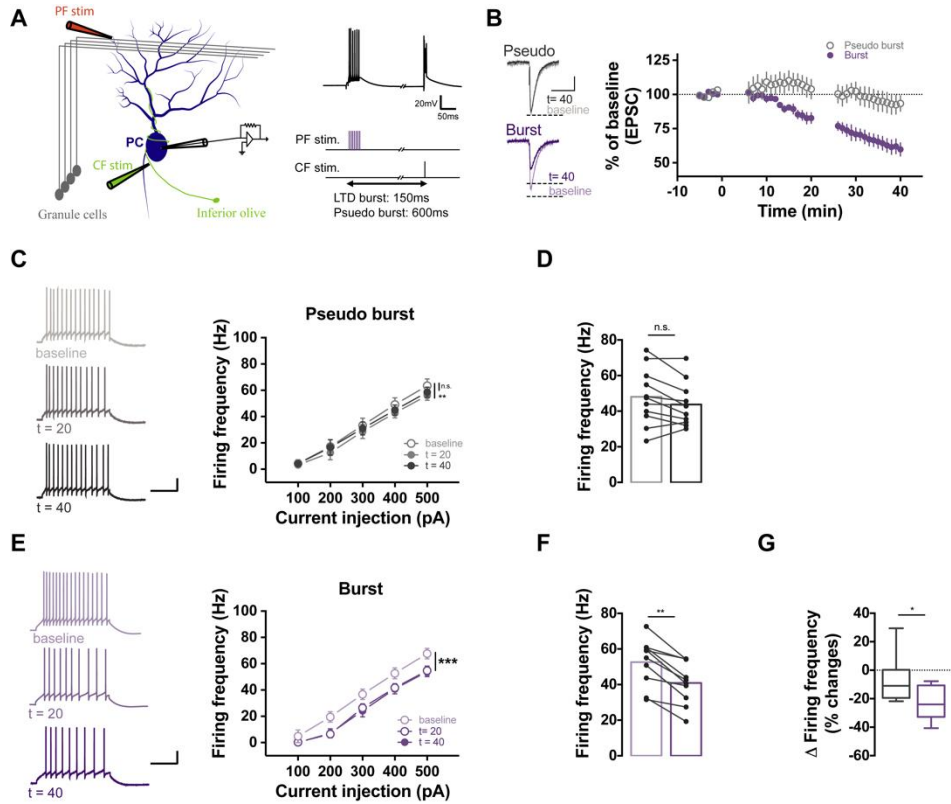 A
PF stim
PC
CF stim
Granule cells
Inferior olive
20mV
50ms
PF stim.
CF stim.
LTD burst: 150ms
Psuedo burst: 600ms
B
Pseudo
t= 40
baseline
Burst
t= 40
baseline
% of baseline
(EPSC)
125
100
75
50
-10 0 10 20 30 40
Time (min)
Pseudo burst
Burst
C
baseline
t = 20
t = 40
Pseudo burst
Firing frequency (Hz)
100
80
60
40
20
0
100 200 300 400 500
Current injection (pA)
n.s.
**
baseline
t = 20
t = 40
D
n.s.
Firing frequency (Hz)
80
60
40
20
0
E
baseline
t = 20
t = 40
Burst
Firing frequency (Hz)
100
80
60
40
20
0
100 200 300 400 500
Current injection (pA)
***
baseline
t= 20
t = 40
F
**
Firing frequency (Hz)
80
60
40
20
0
G
*
Δ Firing frequency
(% changes)
40
20
0
-20
-40
-60